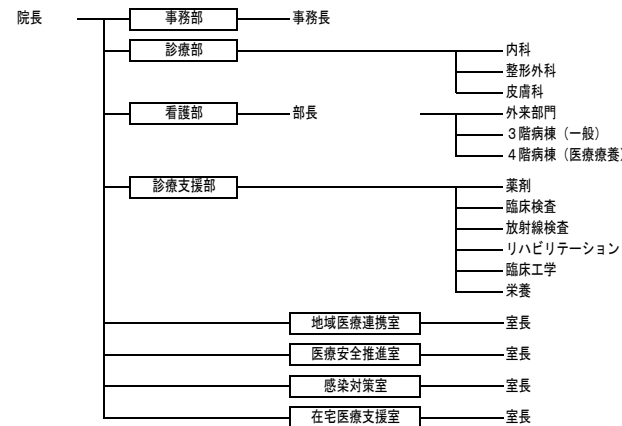 院長 事務部 事務長
診療部 内科
整形外科
皮膚科
看護部 部長 外来部門
3階病棟（一般）
4階病棟（医療療養）
診療支援部 薬剤
臨床検査
放射線検査
リハビリテーション
臨床工学
栄養
地域医療連携室 室長
医療安全推進室 室長
感染対策室 室長
在宅医療支援室 室長